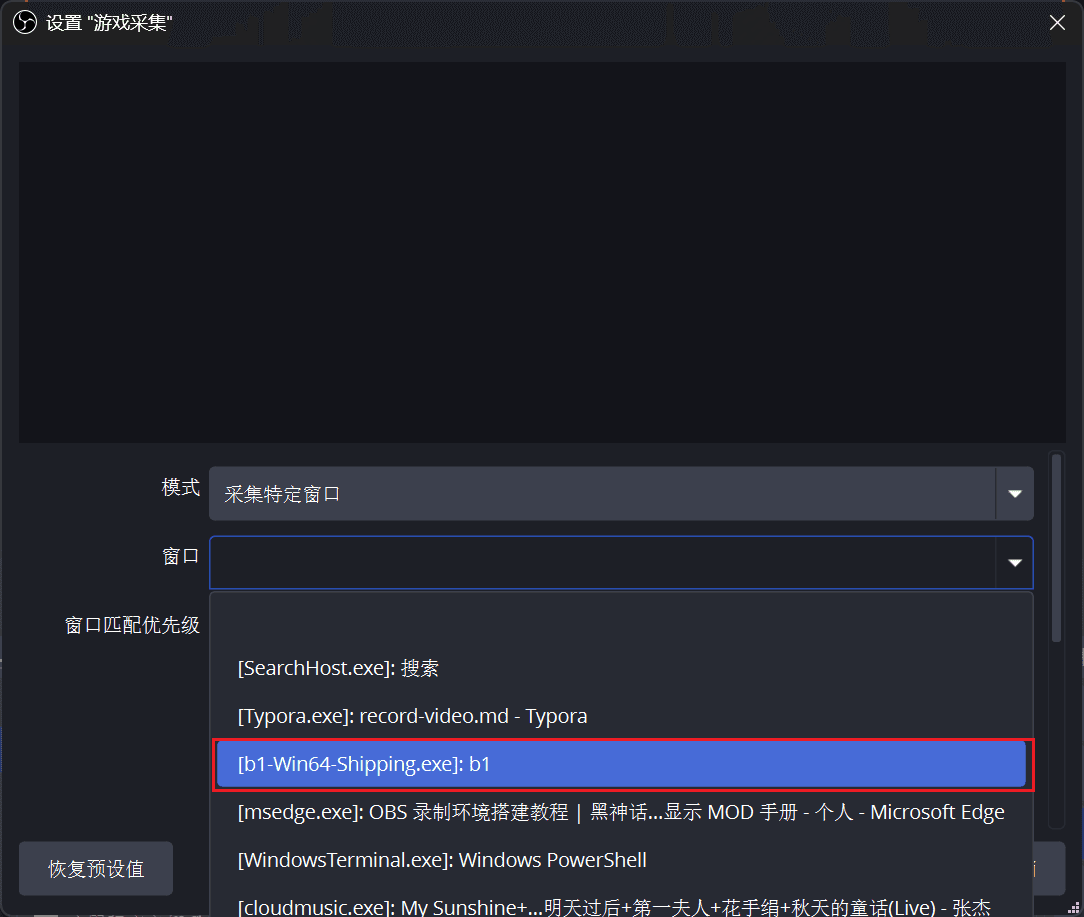 设置 "游戏采集"
模式
采集特定窗口
窗口
窗口匹配优先级
[SearchHost.exe]: 搜索
[Typora.exe]: record-video.md - Typora
[b1-Win64-Shipping.exe]: b1
[msedge.exe]: OBS 录制环境搭建教程 | 黑神话...显示 MOD 手册 - 个人 - Microsoft Edge
[WindowsTerminal.exe]: Windows PowerShell
恢复预设值
[cloudmusic.exe]: My Sunshine+...明天过后+第一夫人+花手绢+秋天的童话(Live) - 张杰